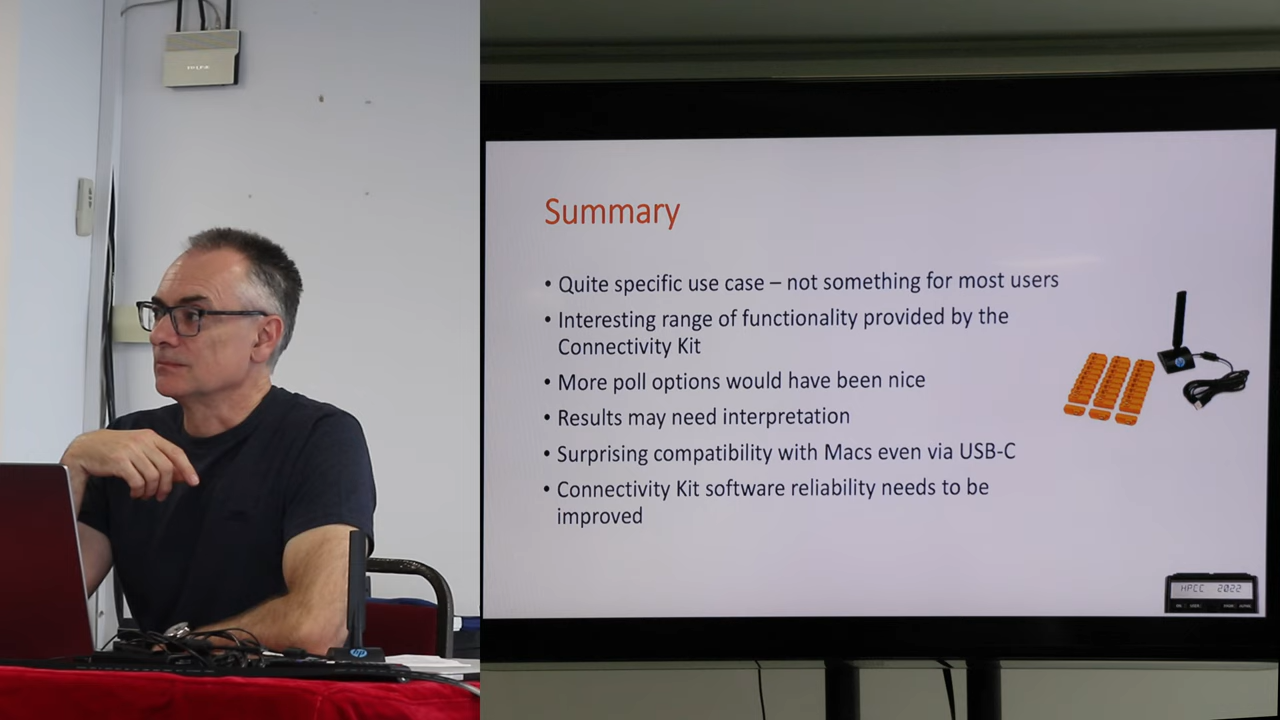 Summary
• Quite specific use case – not something for most users
• Interesting range of functionality provided by the
Connectivity Kit
• More poll options would have been nice
• Results may need interpretation
• Surprising compatibility with Macs even via USB-C
• Connectivity Kit software reliability needs to be
improved
HPCC 2022